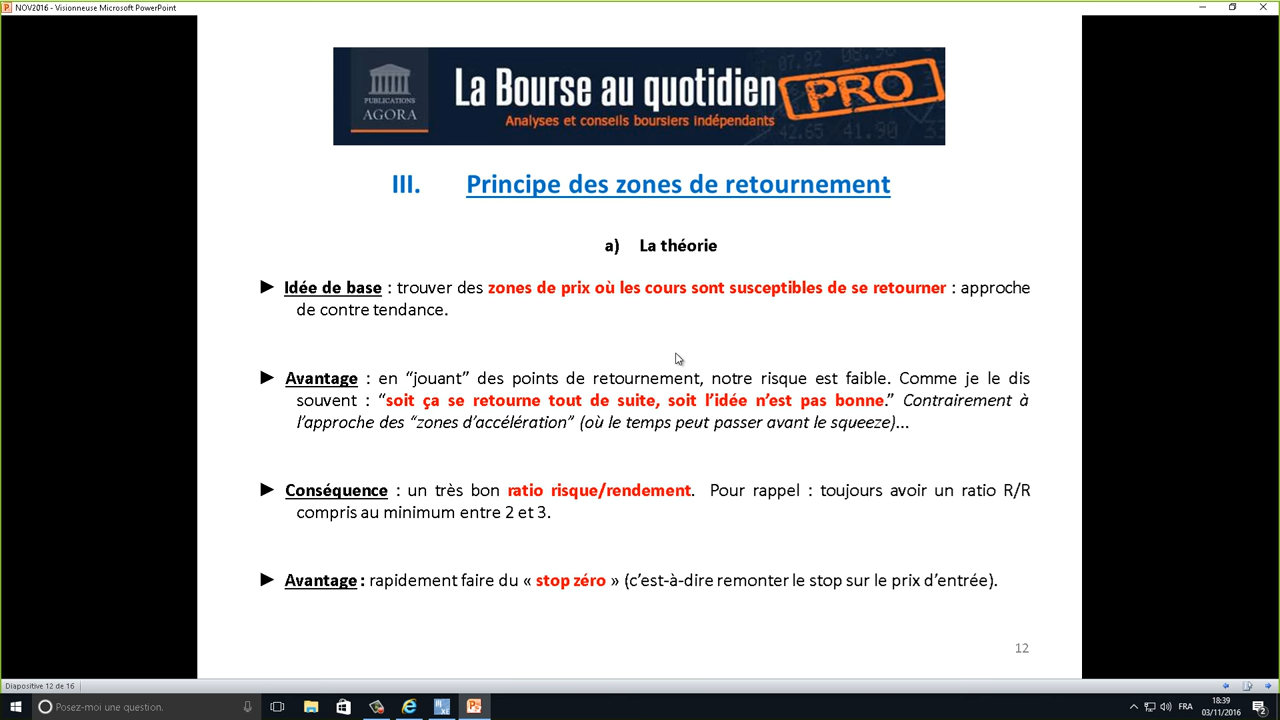 NOV2016 - Visionneuse Microsoft PowerPoint
PUBLICATIONS
AGORA
La Bourse au quotidien
PRO
Analyses et conseils boursiers indépendants
III. Principe des zones de retournement
a) La théorie
► Idée de base : trouver des zones de prix où les cours sont susceptibles de se retourner : approche
de contre tendance.
► Avantage : en “jouant” des points de retournement, notre risque est faible. Comme je le dis
souvent : “soit ça se retourne tout de suite, soit l’idée n’est pas bonne.” Contrairement à
l’approche des “zones d’accélération” (où le temps peut passer avant le squeeze)...
► Conséquence : un très bon ratio risque/rendement. Pour rappel : toujours avoir un ratio R/R
compris au minimum entre 2 et 3.
► Avantage : rapidement faire du « stop zéro » (c’est-à-dire remonter le stop sur le prix d’entrée).
12
Diapositive 12 de 16
Posez-moi une question.
FRA
18:39
03/11/2016
2